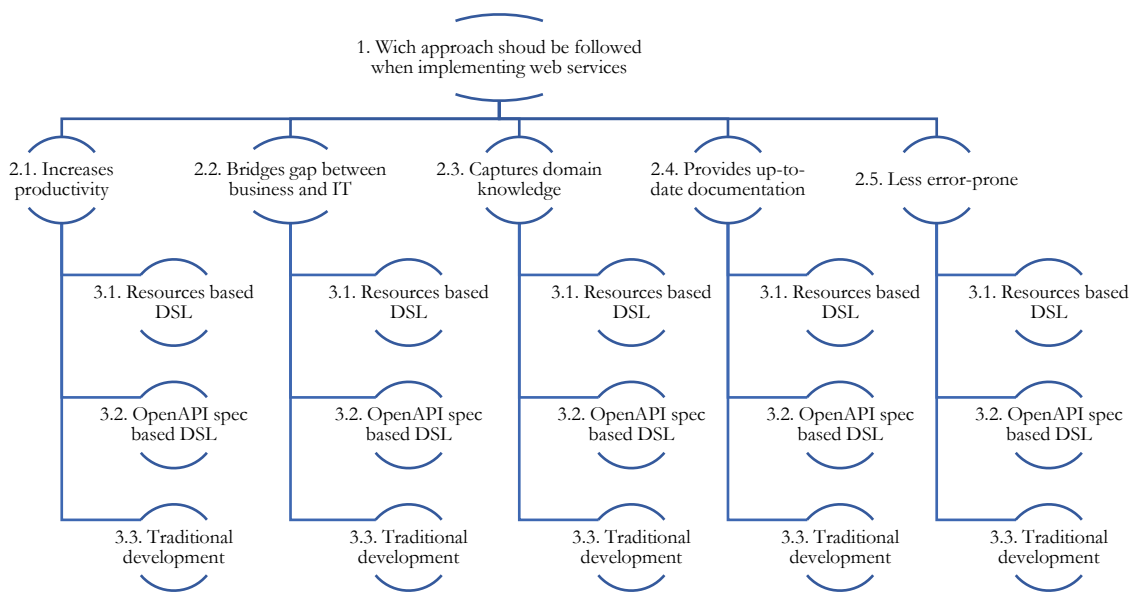 1. Wich approach shoud be followed
when implementing web services
2.1. Increases
productivity
2.2. Bridges gap between
business and IT
2.3. Captures domain
knowledge
2.4. Provides up-to-
date documentation
2.5. Less error-prone
3.1. Resources based
DSL
3.1. Resources based
DSL
3.1. Resources based
DSL
3.1. Resources based
DSL
3.1. Resources based
DSL
3.2. OpenAPI spec
based DSL
3.2. OpenAPI spec
based DSL
3.2. OpenAPI spec
based DSL
3.2. OpenAPI spec
based DSL
3.2. OpenAPI spec
based DSL
3.3. Traditional
development
3.3. Traditional
development
3.3. Traditional
development
3.3. Traditional
development
3.3. Traditional
development